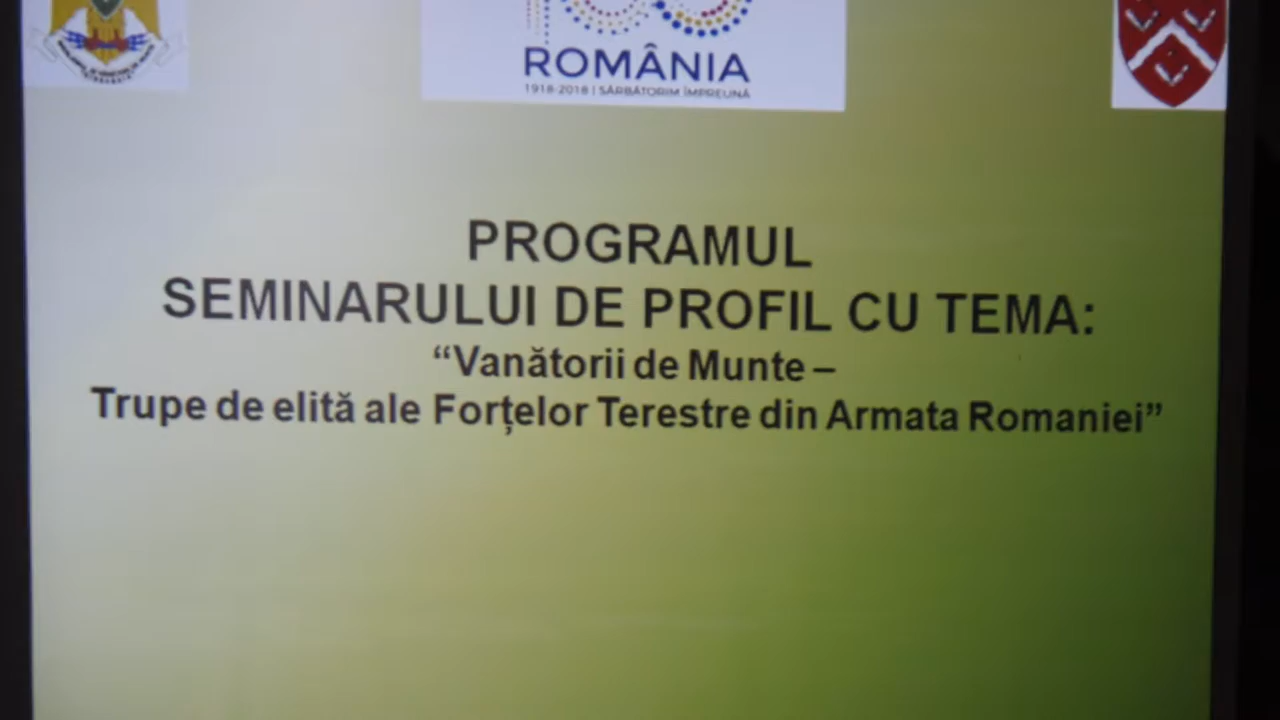 ROMÂNIA
1918-2018 | SĂRBĂTORIM ÎMPREUNĂ
PROGRAMUL
SEMINARULUI DE PROFIL CU TEMA:
“Vanătorii de Munte –
Trupe de elită ale Forțelor Terestre din Armata Romaniei”